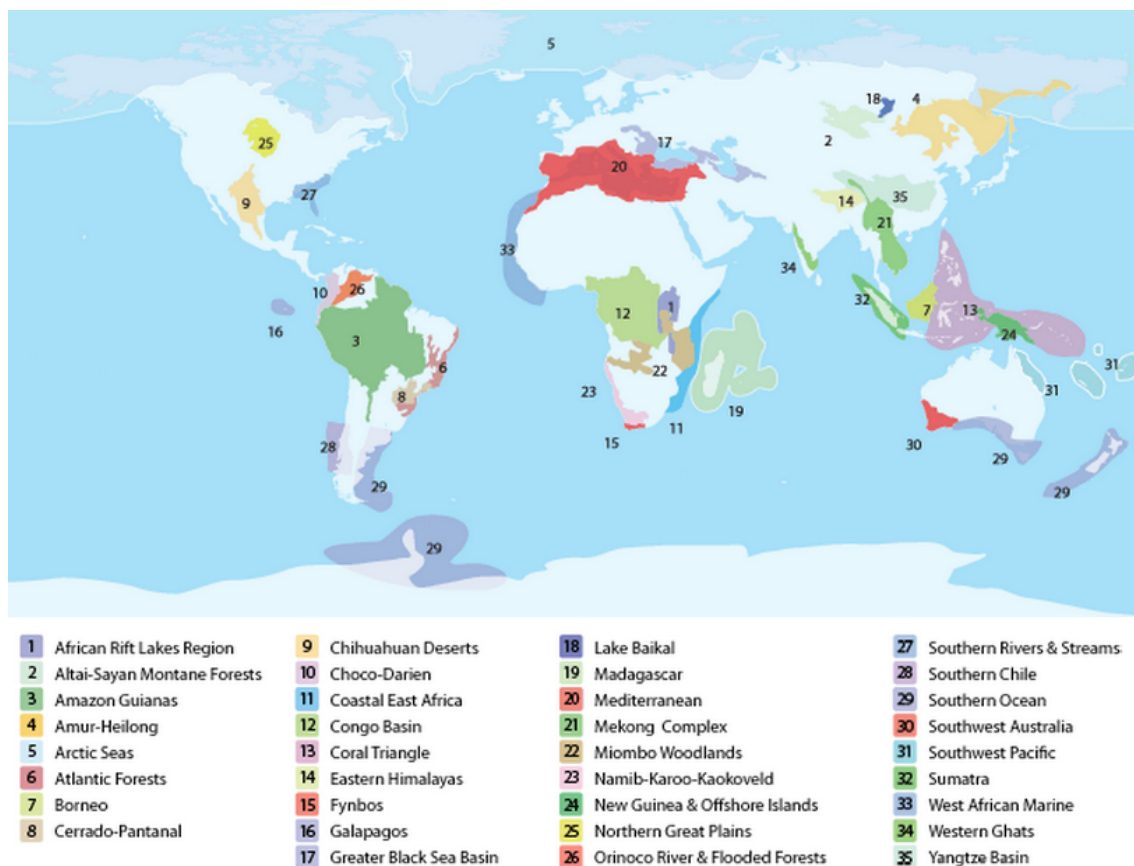 5
18
4
25
17
2
20
27
9
14
35
21
33
34
10
26
32
16
12
1
7
13
3
24
6
22
31
31
8
23
19
28
15
11
30
29
29
29
29
1 African Rift Lakes Region
2 Altai-Sayan Montane Forests
3 Amazon Guianas
4 Amur-Heilong
5 Arctic Seas
6 Atlantic Forests
7 Borneo
8 Cerrado-Pantanal
9 Chihuahuan Deserts
10 Choco-Darien
11 Coastal East Africa
12 Congo Basin
13 Coral Triangle
14 Eastern Himalayas
15 Fynbos
16 Galapagos
17 Greater Black Sea Basin
18 Lake Baikal
19 Madagascar
20 Mediterranean
21 Mekong Complex
22 Miombo Woodlands
23 Namib-Karoo-Kaokoveld
24 New Guinea & Offshore Islands
25 Northern Great Plains
26 Orinoco River & Flooded Forests
27 Southern Rivers & Streams
28 Southern Chile
29 Southern Ocean
30 Southwest Australia
31 Southwest Pacific
32 Sumatra
33 West African Marine
34 Western Ghats
35 Yangtze Basin